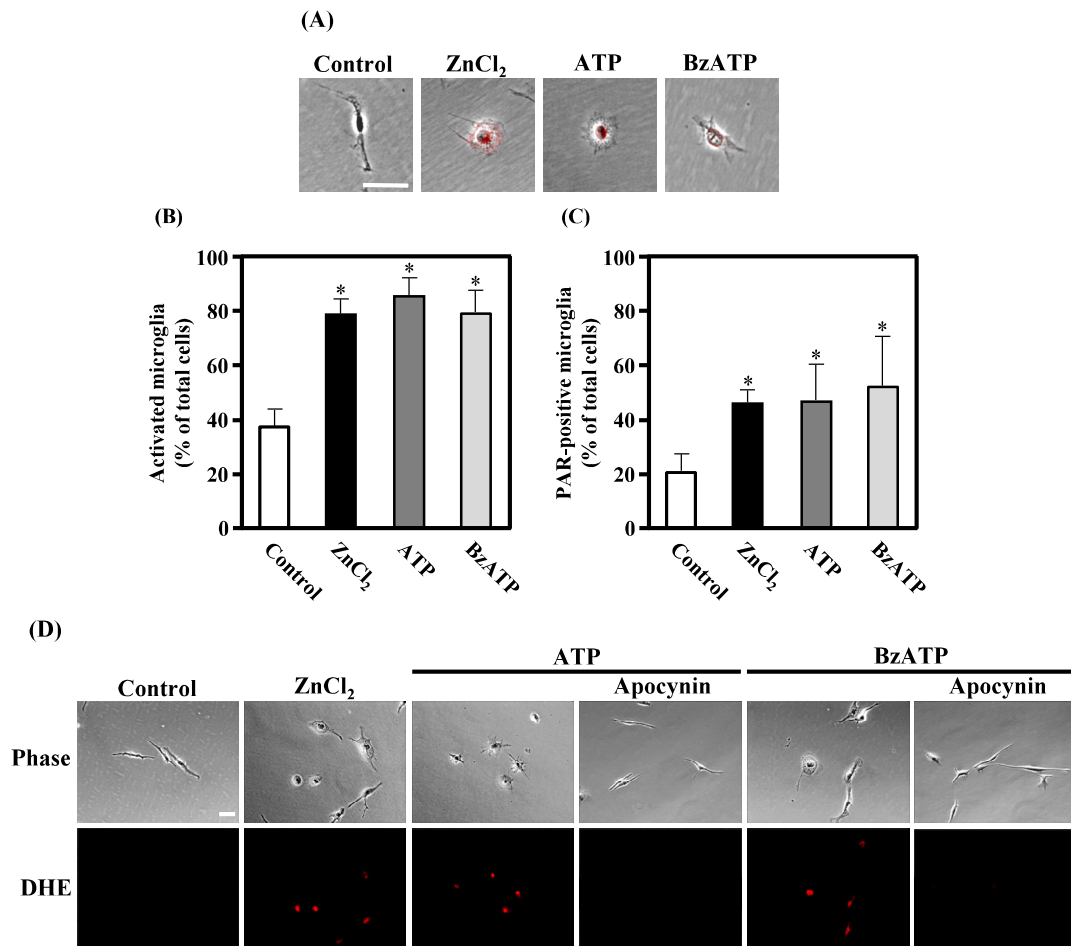 (A)
Control ZnCl₂ ATP BzATP
(B)
Activated microglia
(% of total cells)
100
80
60
40
20
0
* * *
Control ZnCl₂ ATP BzATP
(C)
PAR-positive microglia
(% of total cells)
100
80
60
40
20
0
* * *
Control ZnCl₂ ATP BzATP
(D)
ATP BzATP
Control ZnCl₂ Apocynin Apocynin
Phase
DHE